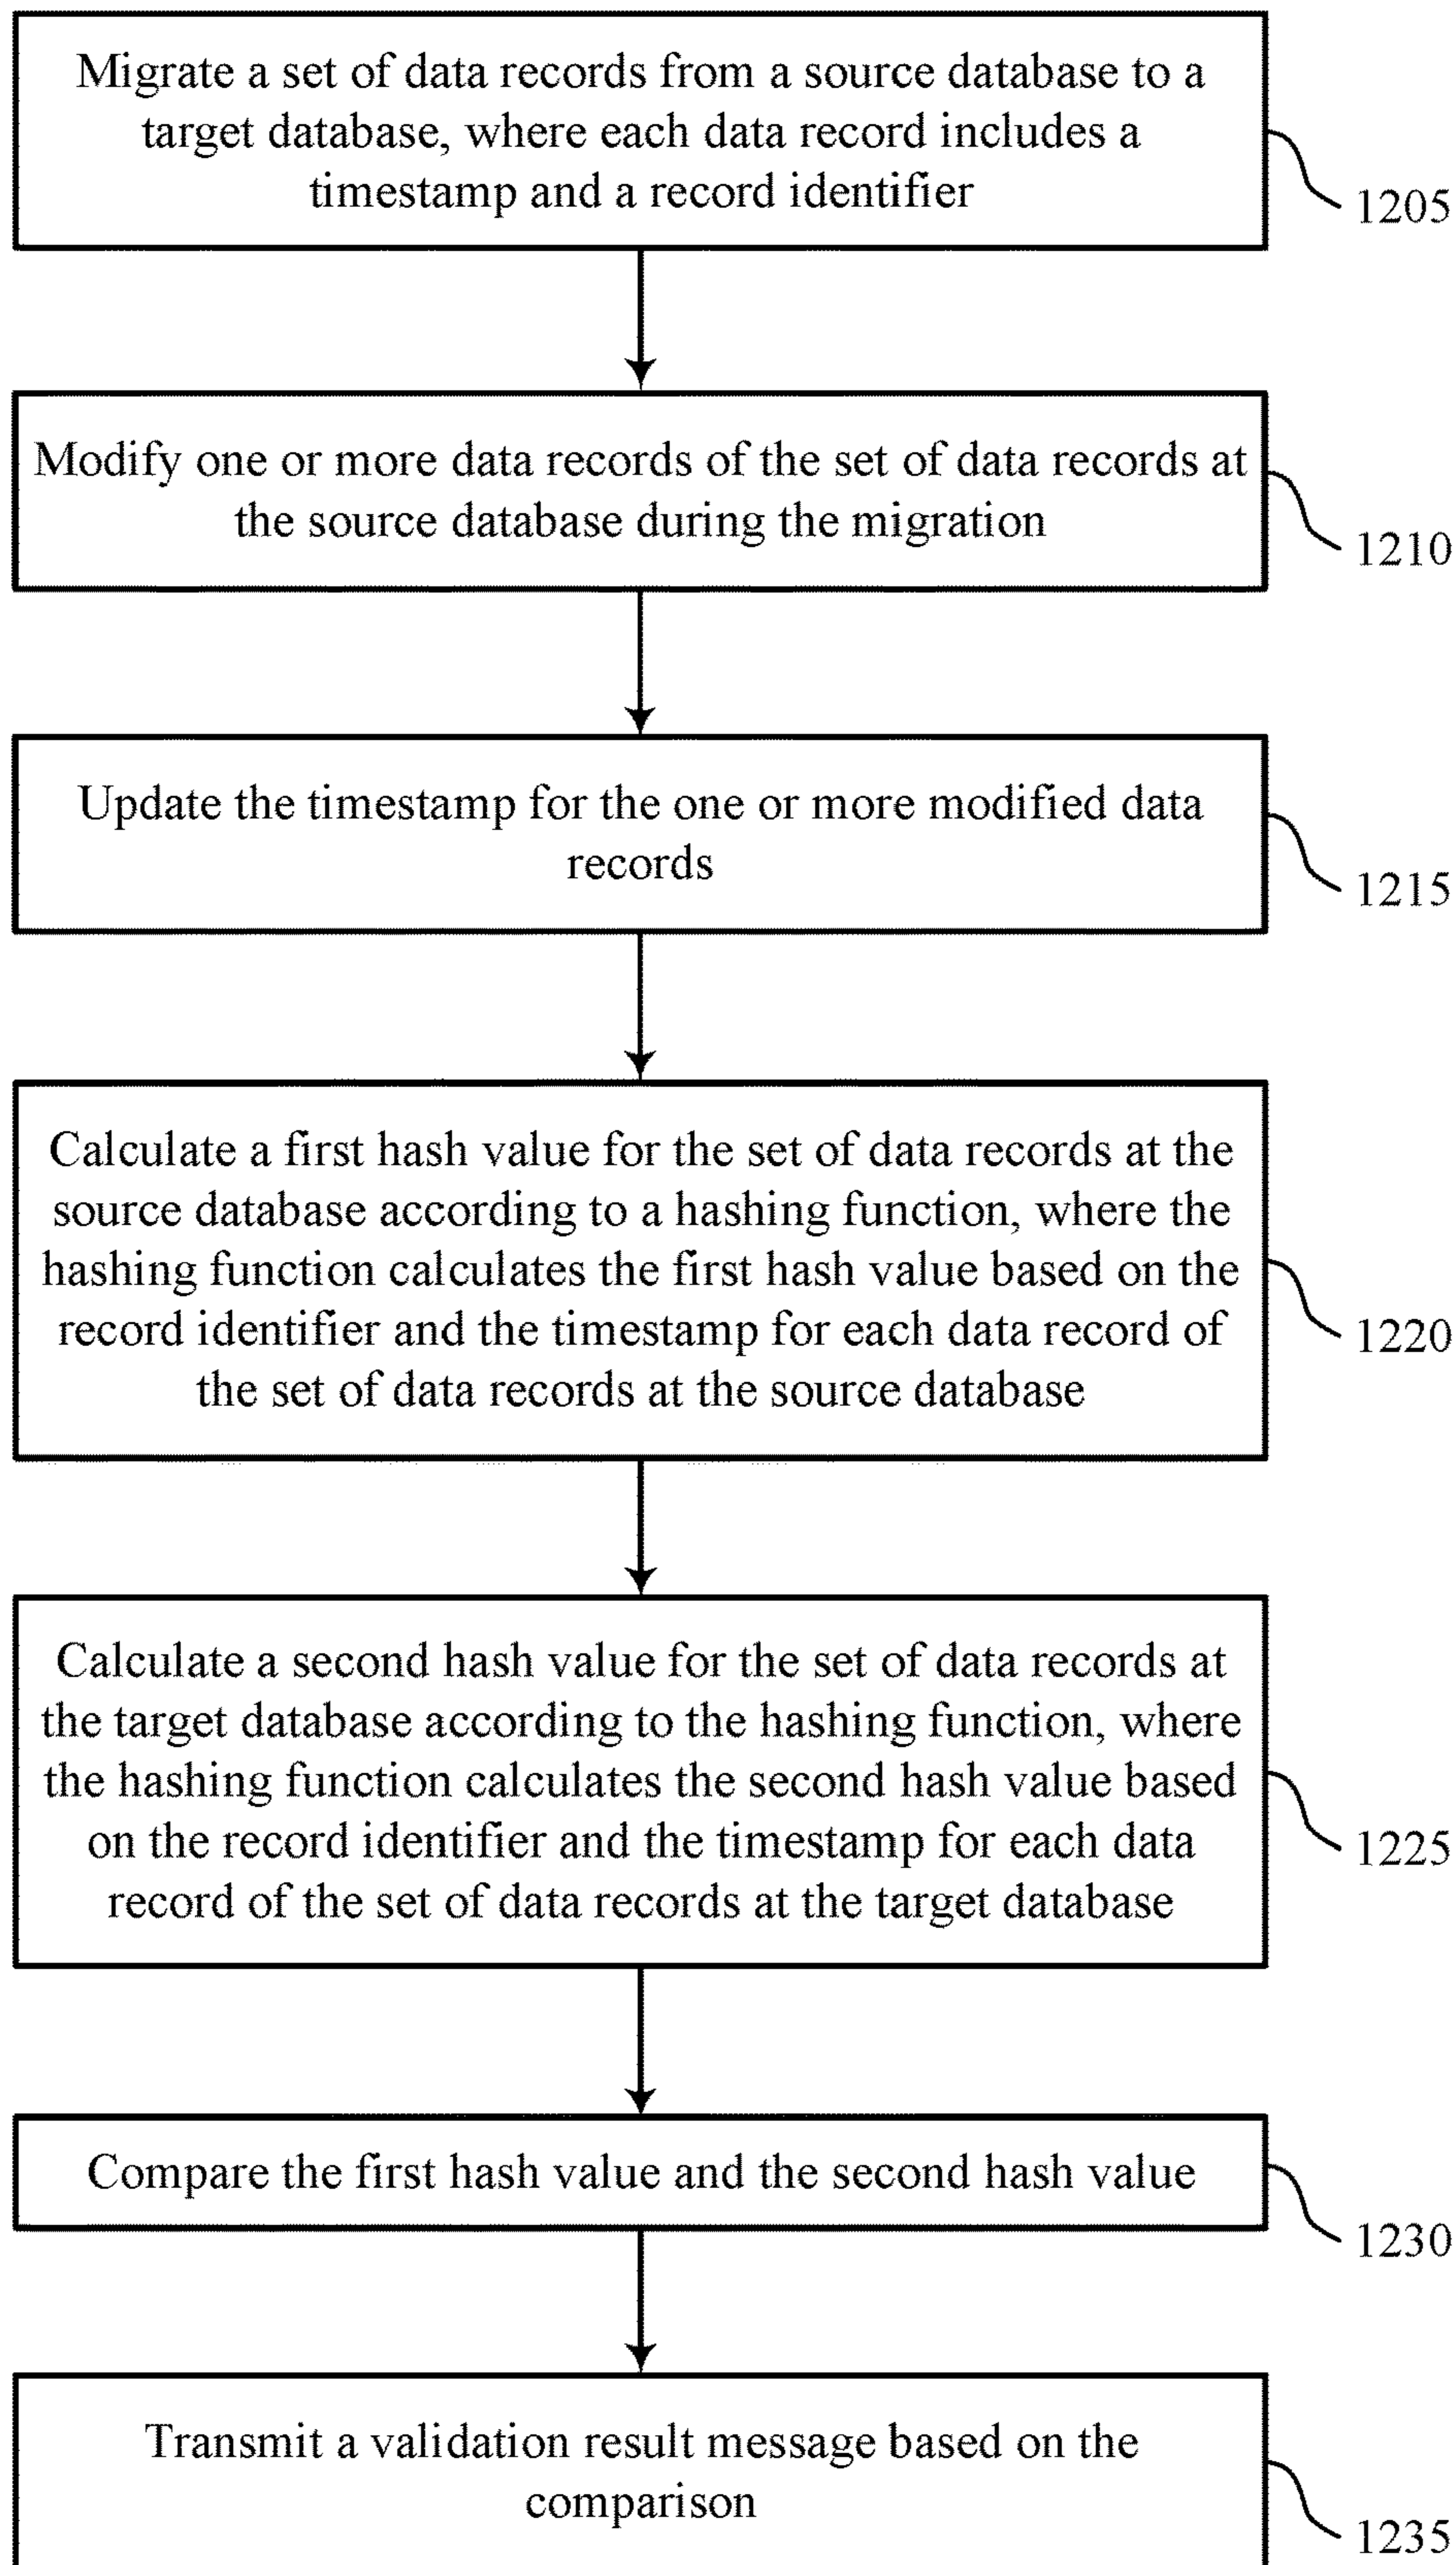 Migrate a set of data records from a source database to a
target database, where each data record includes a
timestamp and a record identifier
1205
Modify one or more data records of the set of data records at
the source database during the migration
1210
Update the timestamp for the one or more modified data
records
1215
Calculate a first hash value for the set of data records at the
source database according to a hashing function, where the
hashing function calculates the first hash value based on the
record identifier and the timestamp for each data record of
the set of data records at the source database
1220
Calculate a second hash value for the set of data records at
the target database according to the hashing function, where
the hashing function calculates the second hash value based
on the record identifier and the timestamp for each data
record of the set of data records at the target database
1225
Compare the first hash value and the second hash value
1230
Transmit a validation result message based on the
comparison
1235